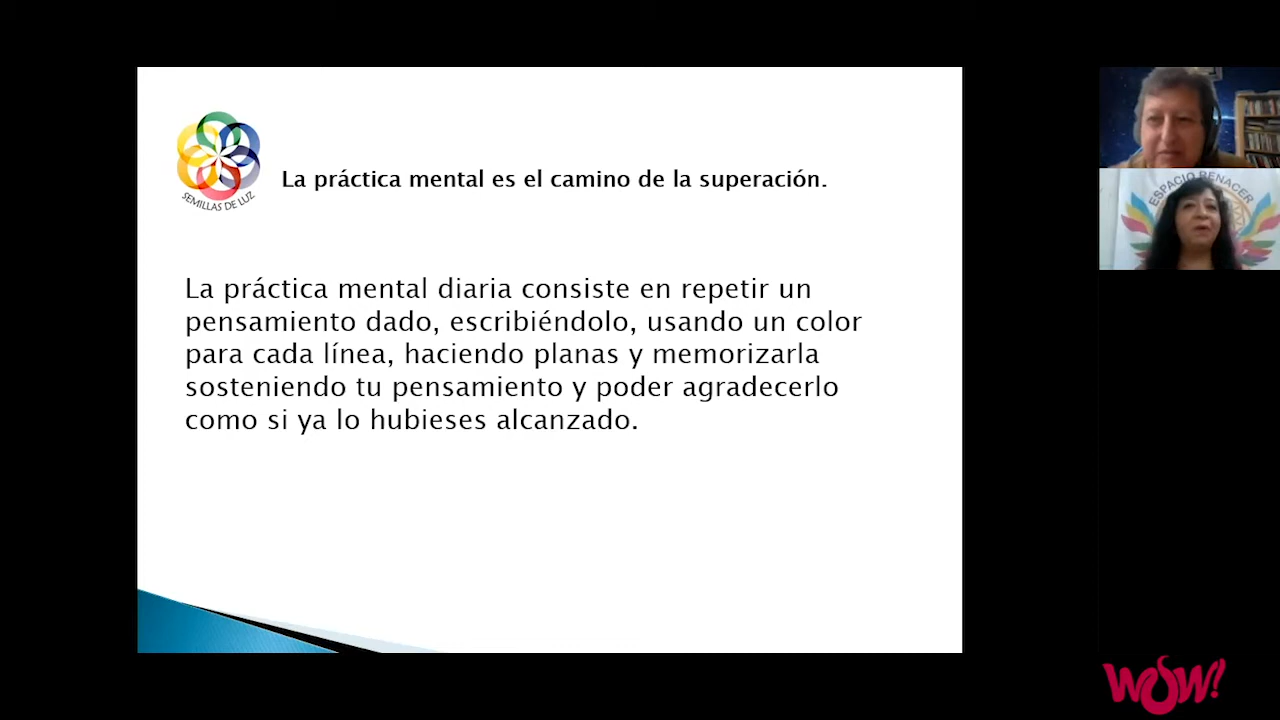 SEMILLAS DE LUZ
La práctica mental es el camino de la superación.
La práctica mental diaria consiste en repetir un
pensamiento dado, escribiéndolo, usando un color
para cada línea, haciendo planas y memorizarla
sosteniendo tu pensamiento y poder agradecerlo
como si ya lo hubieses alcanzado.
ESPACIO RENACER
WOW!